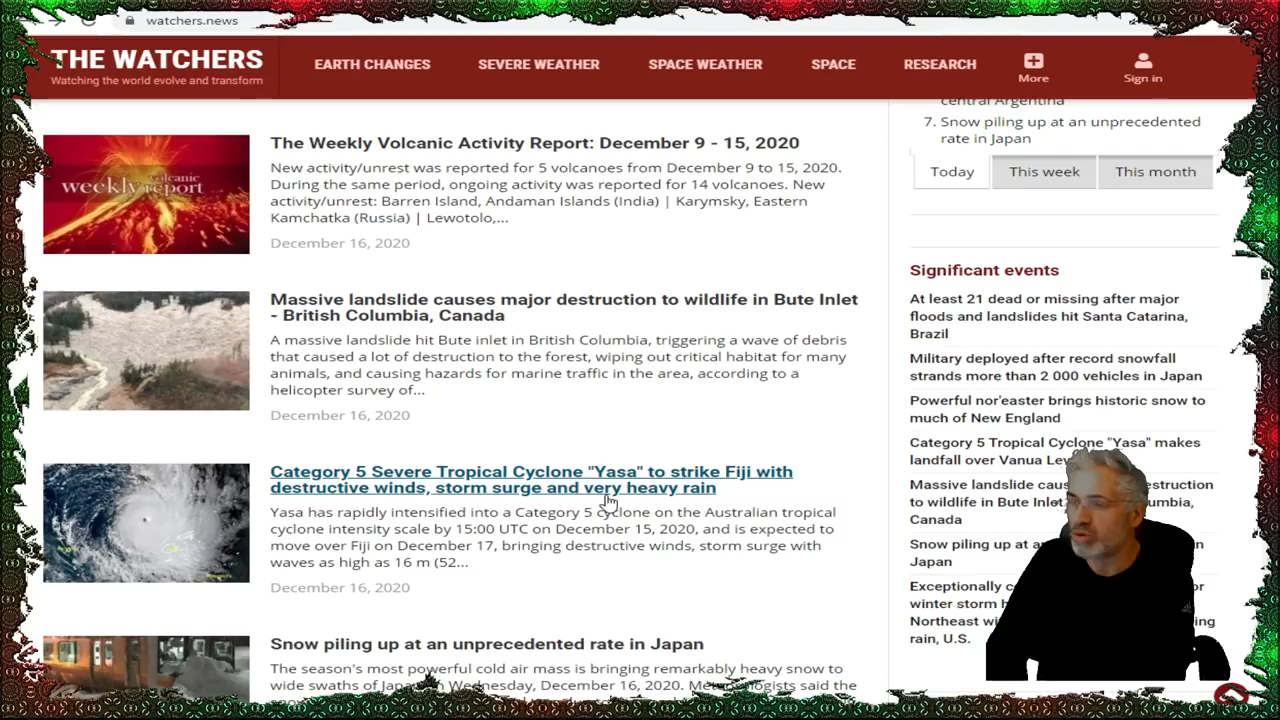 watchers.news
THE WATCHERS
Watching the world evolve and transform
EARTH CHANGES
SEVERE WEATHER
SPACE WEATHER
SPACE
RESEARCH
More
Sign in
weekly volcanic report
The Weekly Volcanic Activity Report: December 9 - 15, 2020
New activity/unrest was reported for 5 volcanoes from December 9 to 15, 2020.
During the same period, ongoing activity was reported for 14 volcanoes. New
activity/unrest: Barren Island, Andaman Islands (India) | Karymsky, Eastern
Kamchatka (Russia) | Lewotolo,...
December 16, 2020
Massive landslide causes major destruction to wildlife in Bute Inlet
- British Columbia, Canada
A massive landslide hit Bute inlet in British Columbia, triggering a wave of debris
that caused a lot of destruction to the forest, wiping out critical habitat for many
animals, and causing hazards for marine traffic in the area, according to a
helicopter survey of...
December 16, 2020
Category 5 Severe Tropical Cyclone "Yasa" to strike Fiji with
destructive winds, storm surge and very heavy rain
Yasa has rapidly intensified into a Category 5 cyclone on the Australian tropical
cyclone intensity scale by 15:00 UTC on December 15, 2020, and is expected to
move over Fiji on December 17, bringing destructive winds, storm surge with
waves as high as 16 m (52...
December 16, 2020
Snow piling up at an unprecedented rate in Japan
The season's most powerful cold air mass is bringing remarkably heavy snow to
wide swaths of Japan on Wednesday, December 16, 2020. Meteorologists said the
central Argentina
7. Snow piling up at an unprecedented
rate in Japan
Today
This week
This month
Significant events
At least 21 dead or missing after major
floods and landslides hit Santa Catarina,
Brazil
Military deployed after record snowfall
strands more than 2 000 vehicles in Japan
Powerful nor'easter brings historic snow to
much of New England
Category 5 Tropical Cyclone "Yasa" makes
landfall over Vanua
Massive landslide destruction
to wildlife in Bute Inlet
Canada
Snow piling up at
Japan
Exceptionally
winter storm
Northeast
rain, U.S.